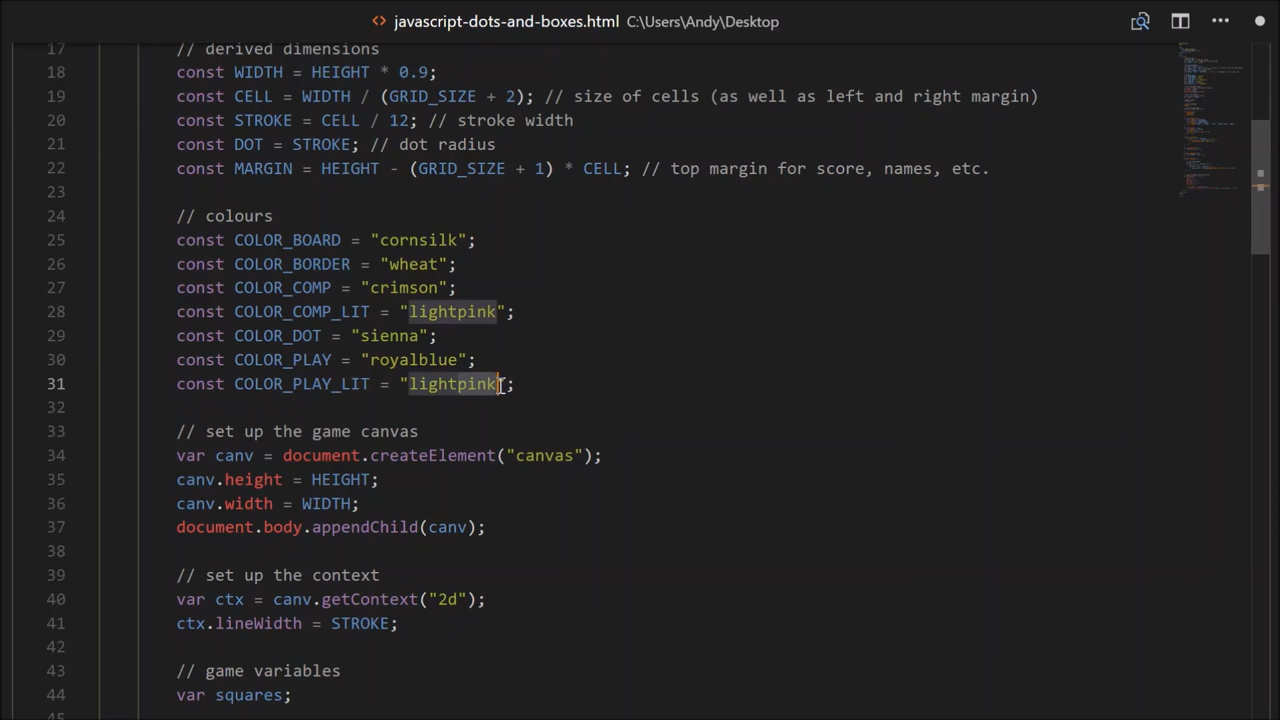 javascript-dots-and-boxes.html C:\Users\Andy\Desktop
17 // derived dimensions
18 const WIDTH = HEIGHT * 0.9;
19 const CELL = WIDTH / (GRID_SIZE + 2); // size of cells (as well as left and right margin)
20 const STROKE = CELL / 12; // stroke width
21 const DOT = STROKE; // dot radius
22 const MARGIN = HEIGHT - (GRID_SIZE + 1) * CELL; // top margin for score, names, etc.
23
24 // colours
25 const COLOR_BOARD = "cornsilk";
26 const COLOR_BORDER = "wheat";
27 const COLOR_COMP = "crimson";
28 const COLOR_COMP_LIT = "lightpink";
29 const COLOR_DOT = "sienna";
30 const COLOR_PLAY = "royalblue";
31 const COLOR_PLAY_LIT = "lightpink";
32
33 // set up the game canvas
34 var canv = document.createElement("canvas");
35 canv.height = HEIGHT;
36 canv.width = WIDTH;
37 document.body.appendChild(canv);
38
39 // set up the context
40 var ctx = canv.getContext("2d");
41 ctx.lineWidth = STROKE;
42
43 // game variables
44 var squares;
45